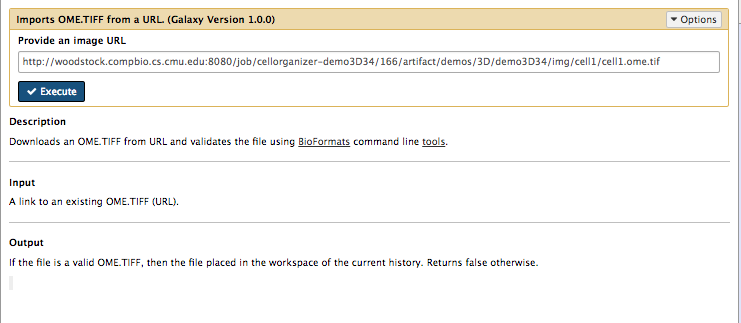 Imports OME.TIFF from a URL. (Galaxy Version 1.0.0)
Options
Provide an image URL
http://woodstock.compbio.cs.cmu.edu:8080/job/cellorganizer-demo3D34/166/artifact/demos/3D/demo3D34/img/cell1/cell1.ome.tif
Execute
Description
Downloads an OME.TIFF from URL and validates the file using BioFormats command line tools.
Input
A link to an existing OME.TIFF (URL).
Output
If the file is a valid OME.TIFF, then the file placed in the workspace of the current history. Returns false otherwise.